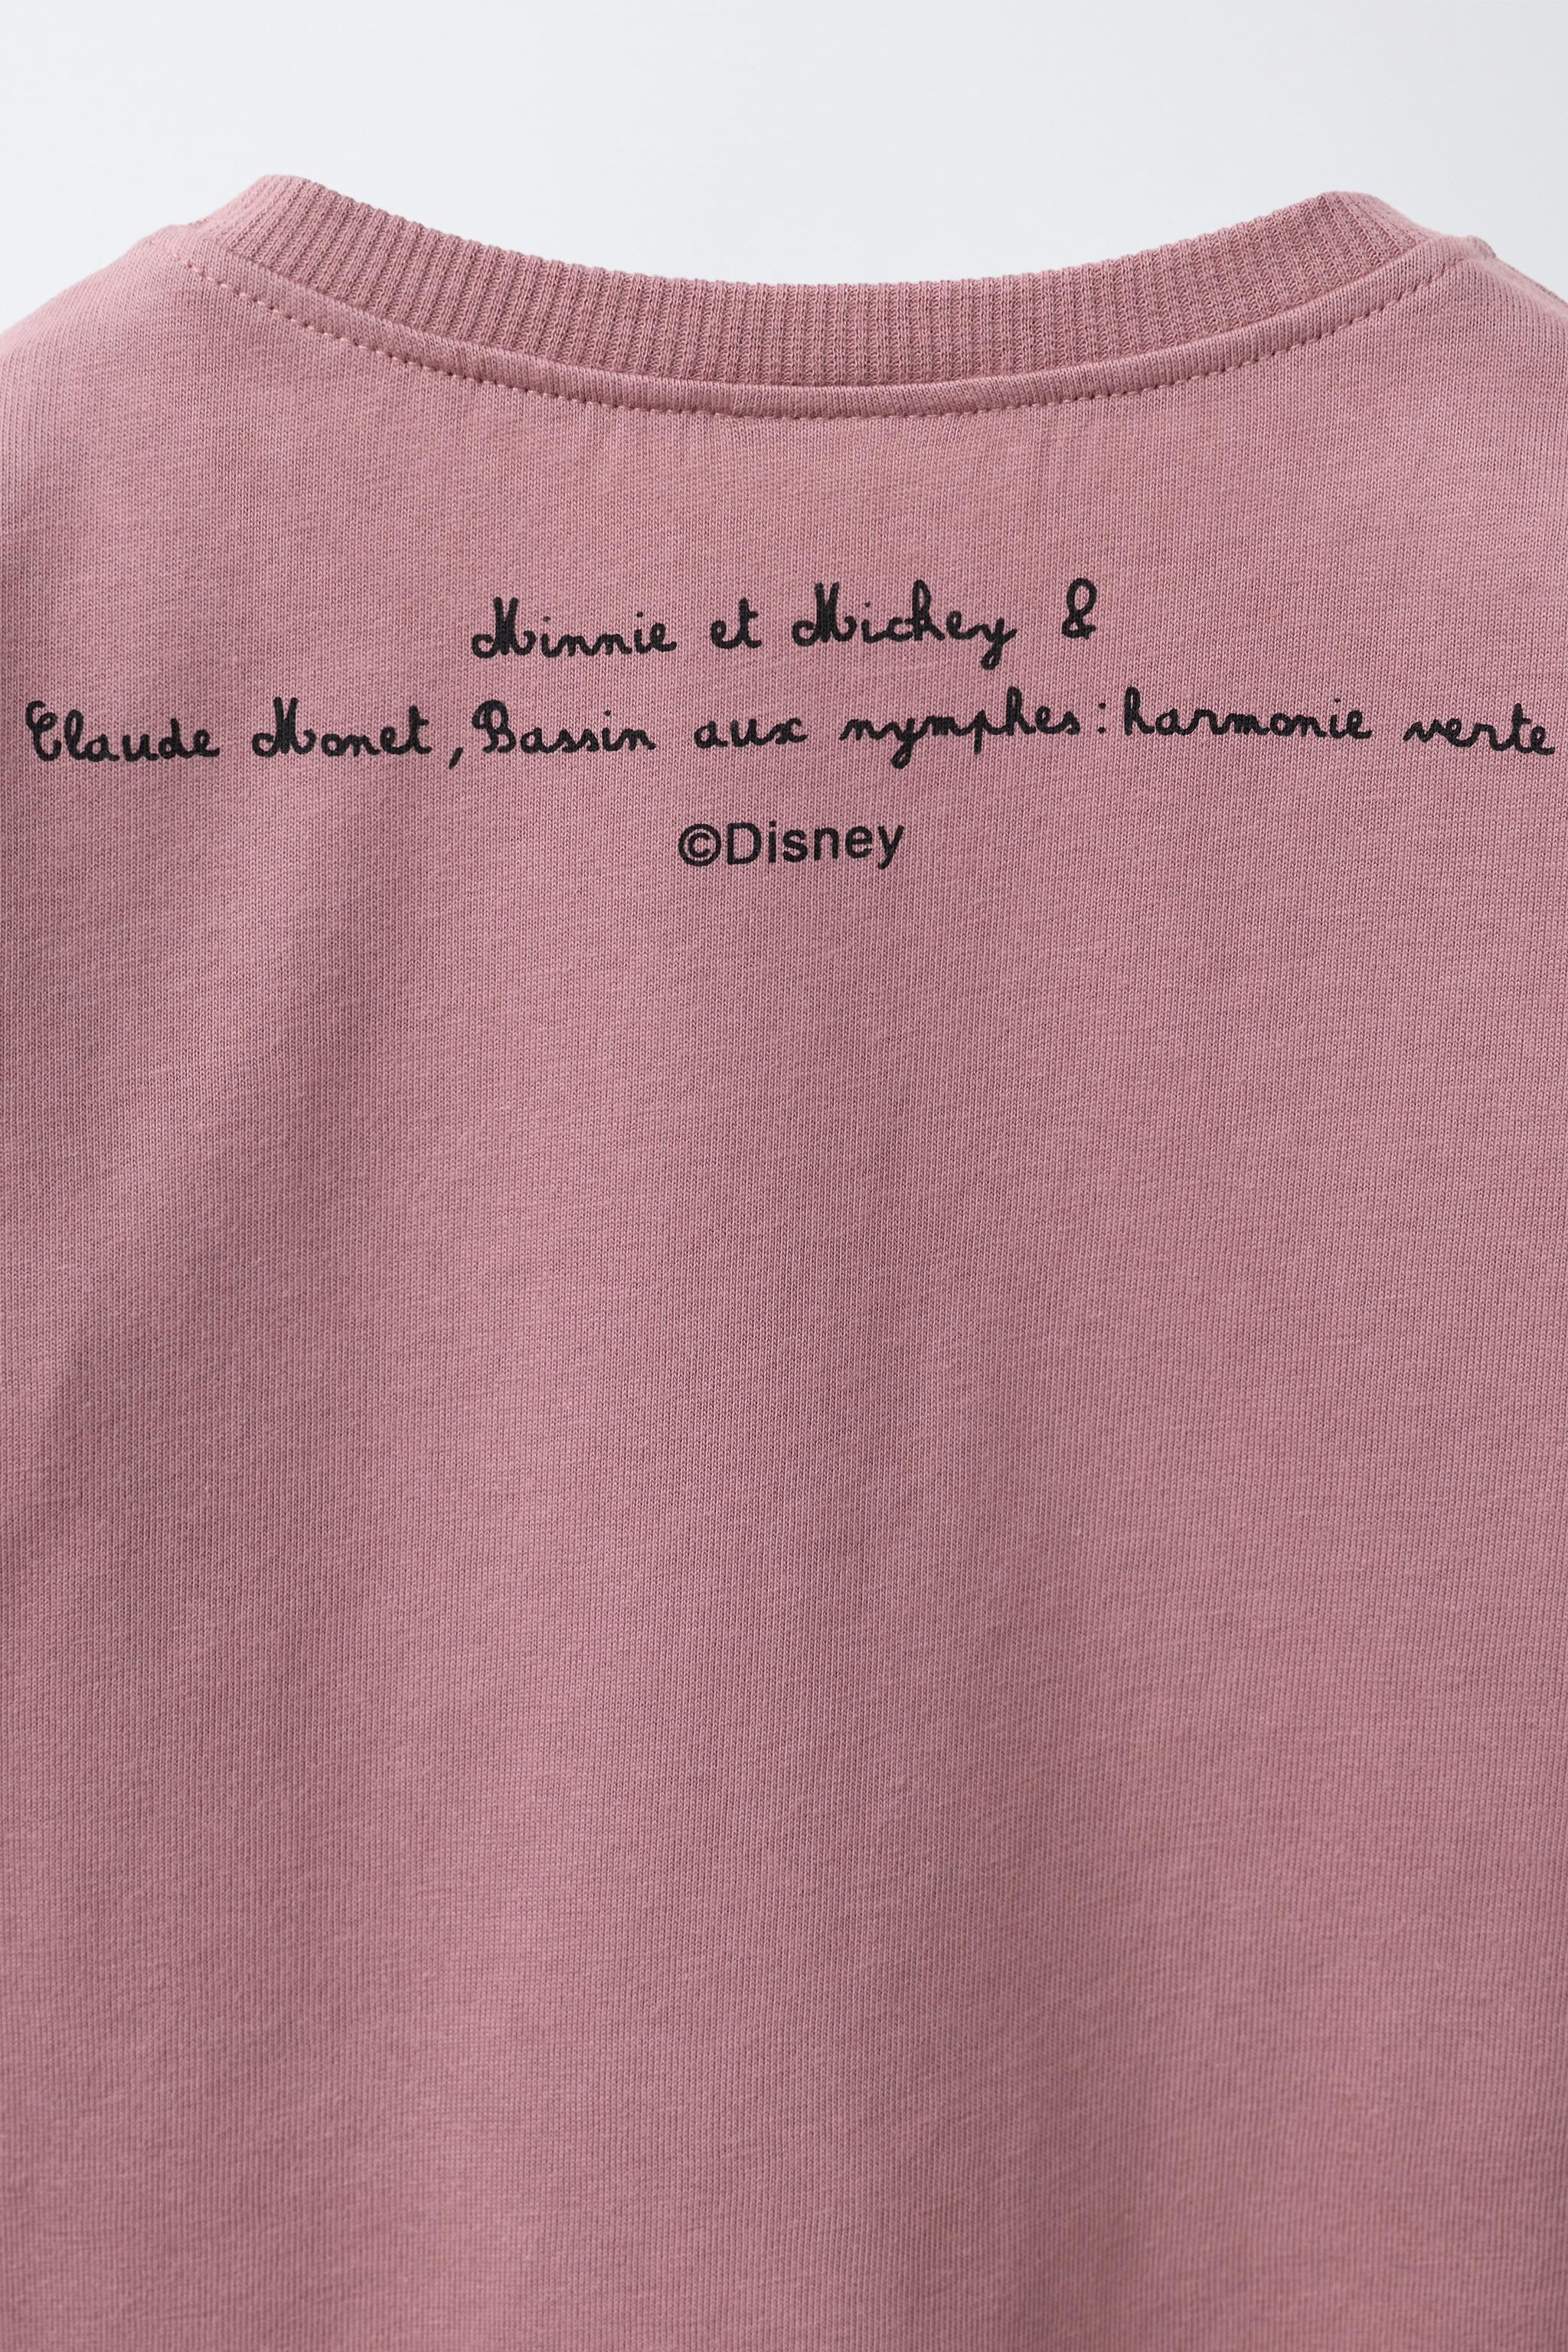 Minnie et Mickey &
Claude Monet, Bassin aux nymphes: harmonie verte
©Disney